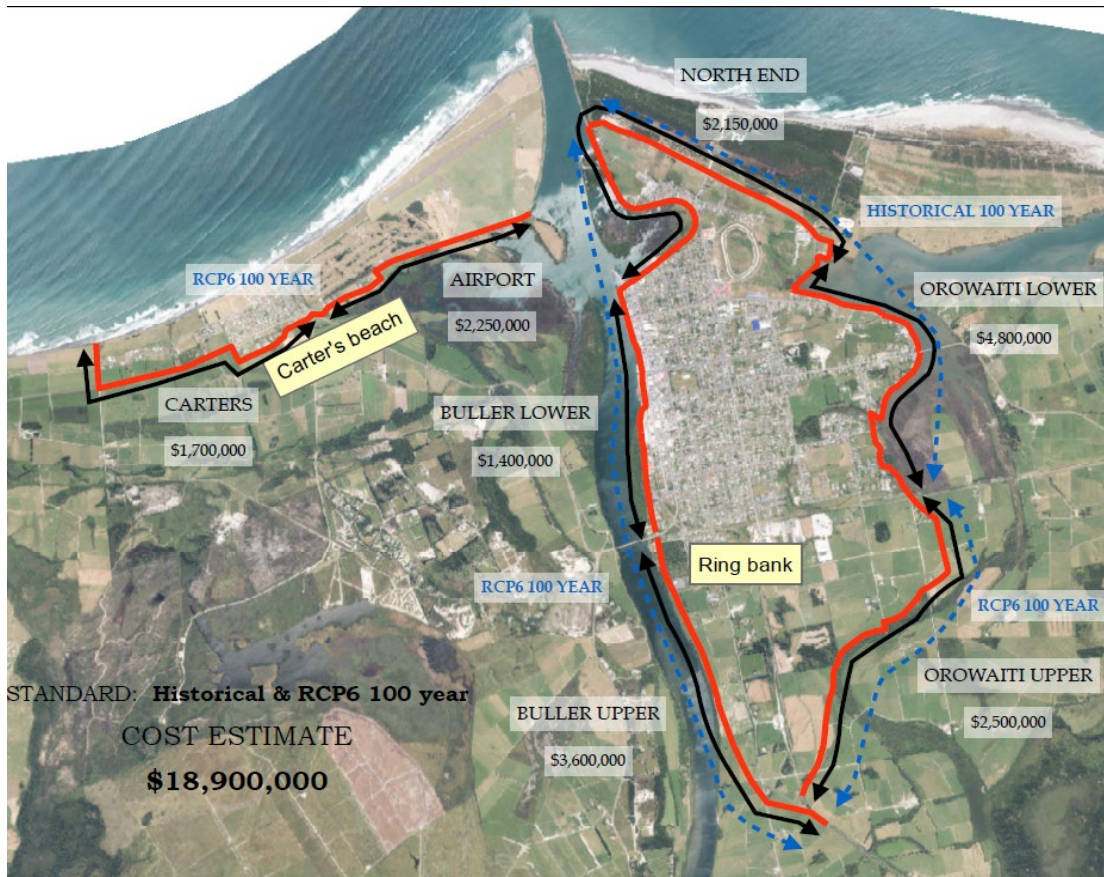 NORTH END
$2,150,000
HISTORICAL 100 YEAR
RCP6 100 YEAR
AIRPORT
$2,250,000
OROWAITI LOWER
$4,800,000
Carter's beach
CARTERS
$1,700,000
BULLER LOWER
$1,400,000
Ring bank
RCP6 100 YEAR
RCP6 100 YEAR
OROWAITI UPPER
$2,500,000
BULLER UPPER
$3,600,000
STANDARD: Historical & RCP6 100 year
COST ESTIMATE
$18,900,000